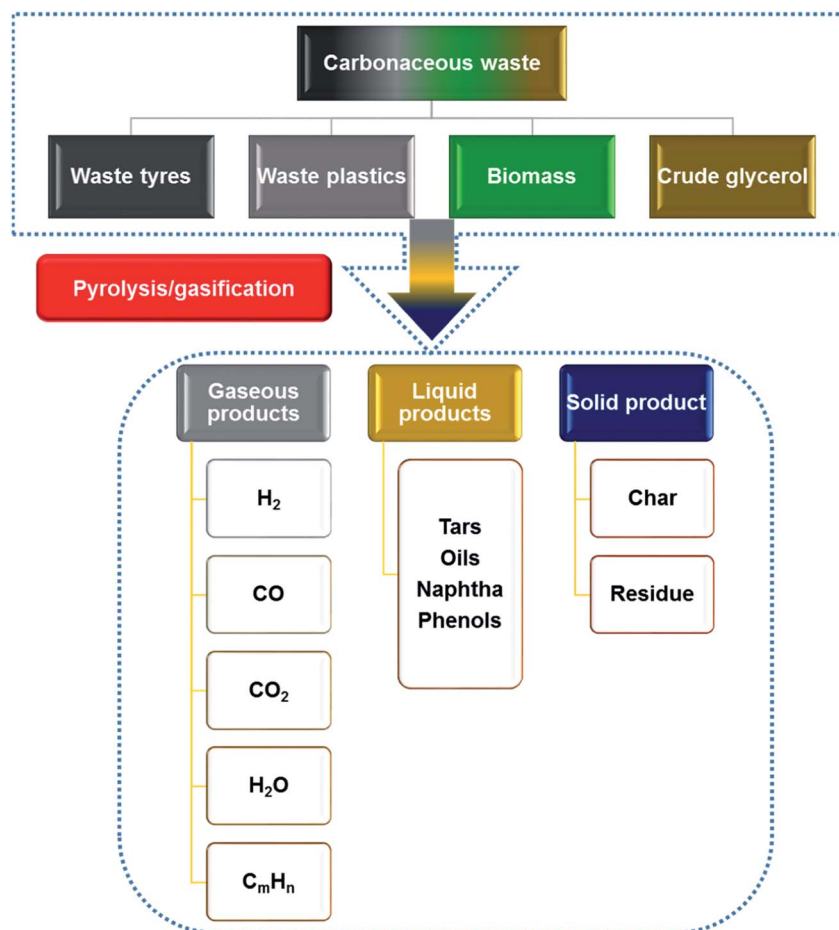 Carbonaceous waste
Waste tyres
Waste plastics
Biomass
Crude glycerol
Pyrolysis/gasification
Gaseous
products
Liquid
products
Solid product
H₂
CO
CO₂
H₂O
CₘHₙ
Tars
Oils
Naphtha
Phenols
Char
Residue